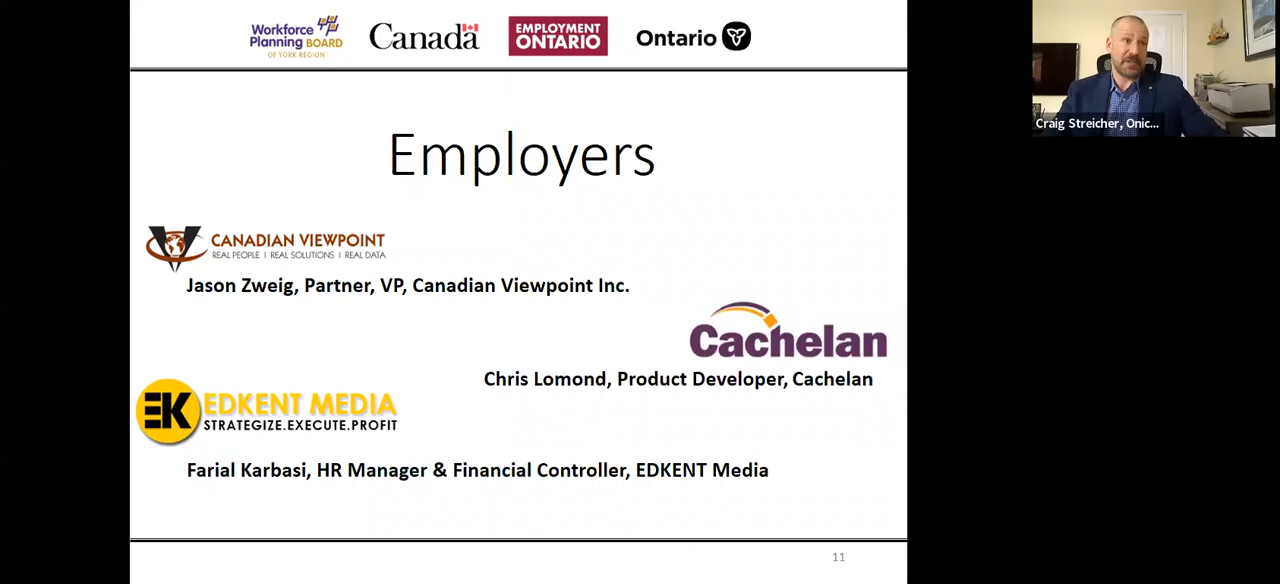 Workforce
Planning BOARD
OF YORK REGION
Canada
EMPLOYMENT
ONTARIO
Ontario
Craig Streicher, Onic...
Employers
CANADIAN VIEWPOINT
REAL PEOPLE | REAL SOLUTIONS | REAL DATA
Jason Zweig, Partner, VP, Canadian Viewpoint Inc.
Cachelan
Chris Lomond, Product Developer, Cachelan
EK EDKENT MEDIA
STRATEGIZE.EXECUTE.PROFIT
Farial Karbasi, HR Manager & Financial Controller, EDKENT Media
11